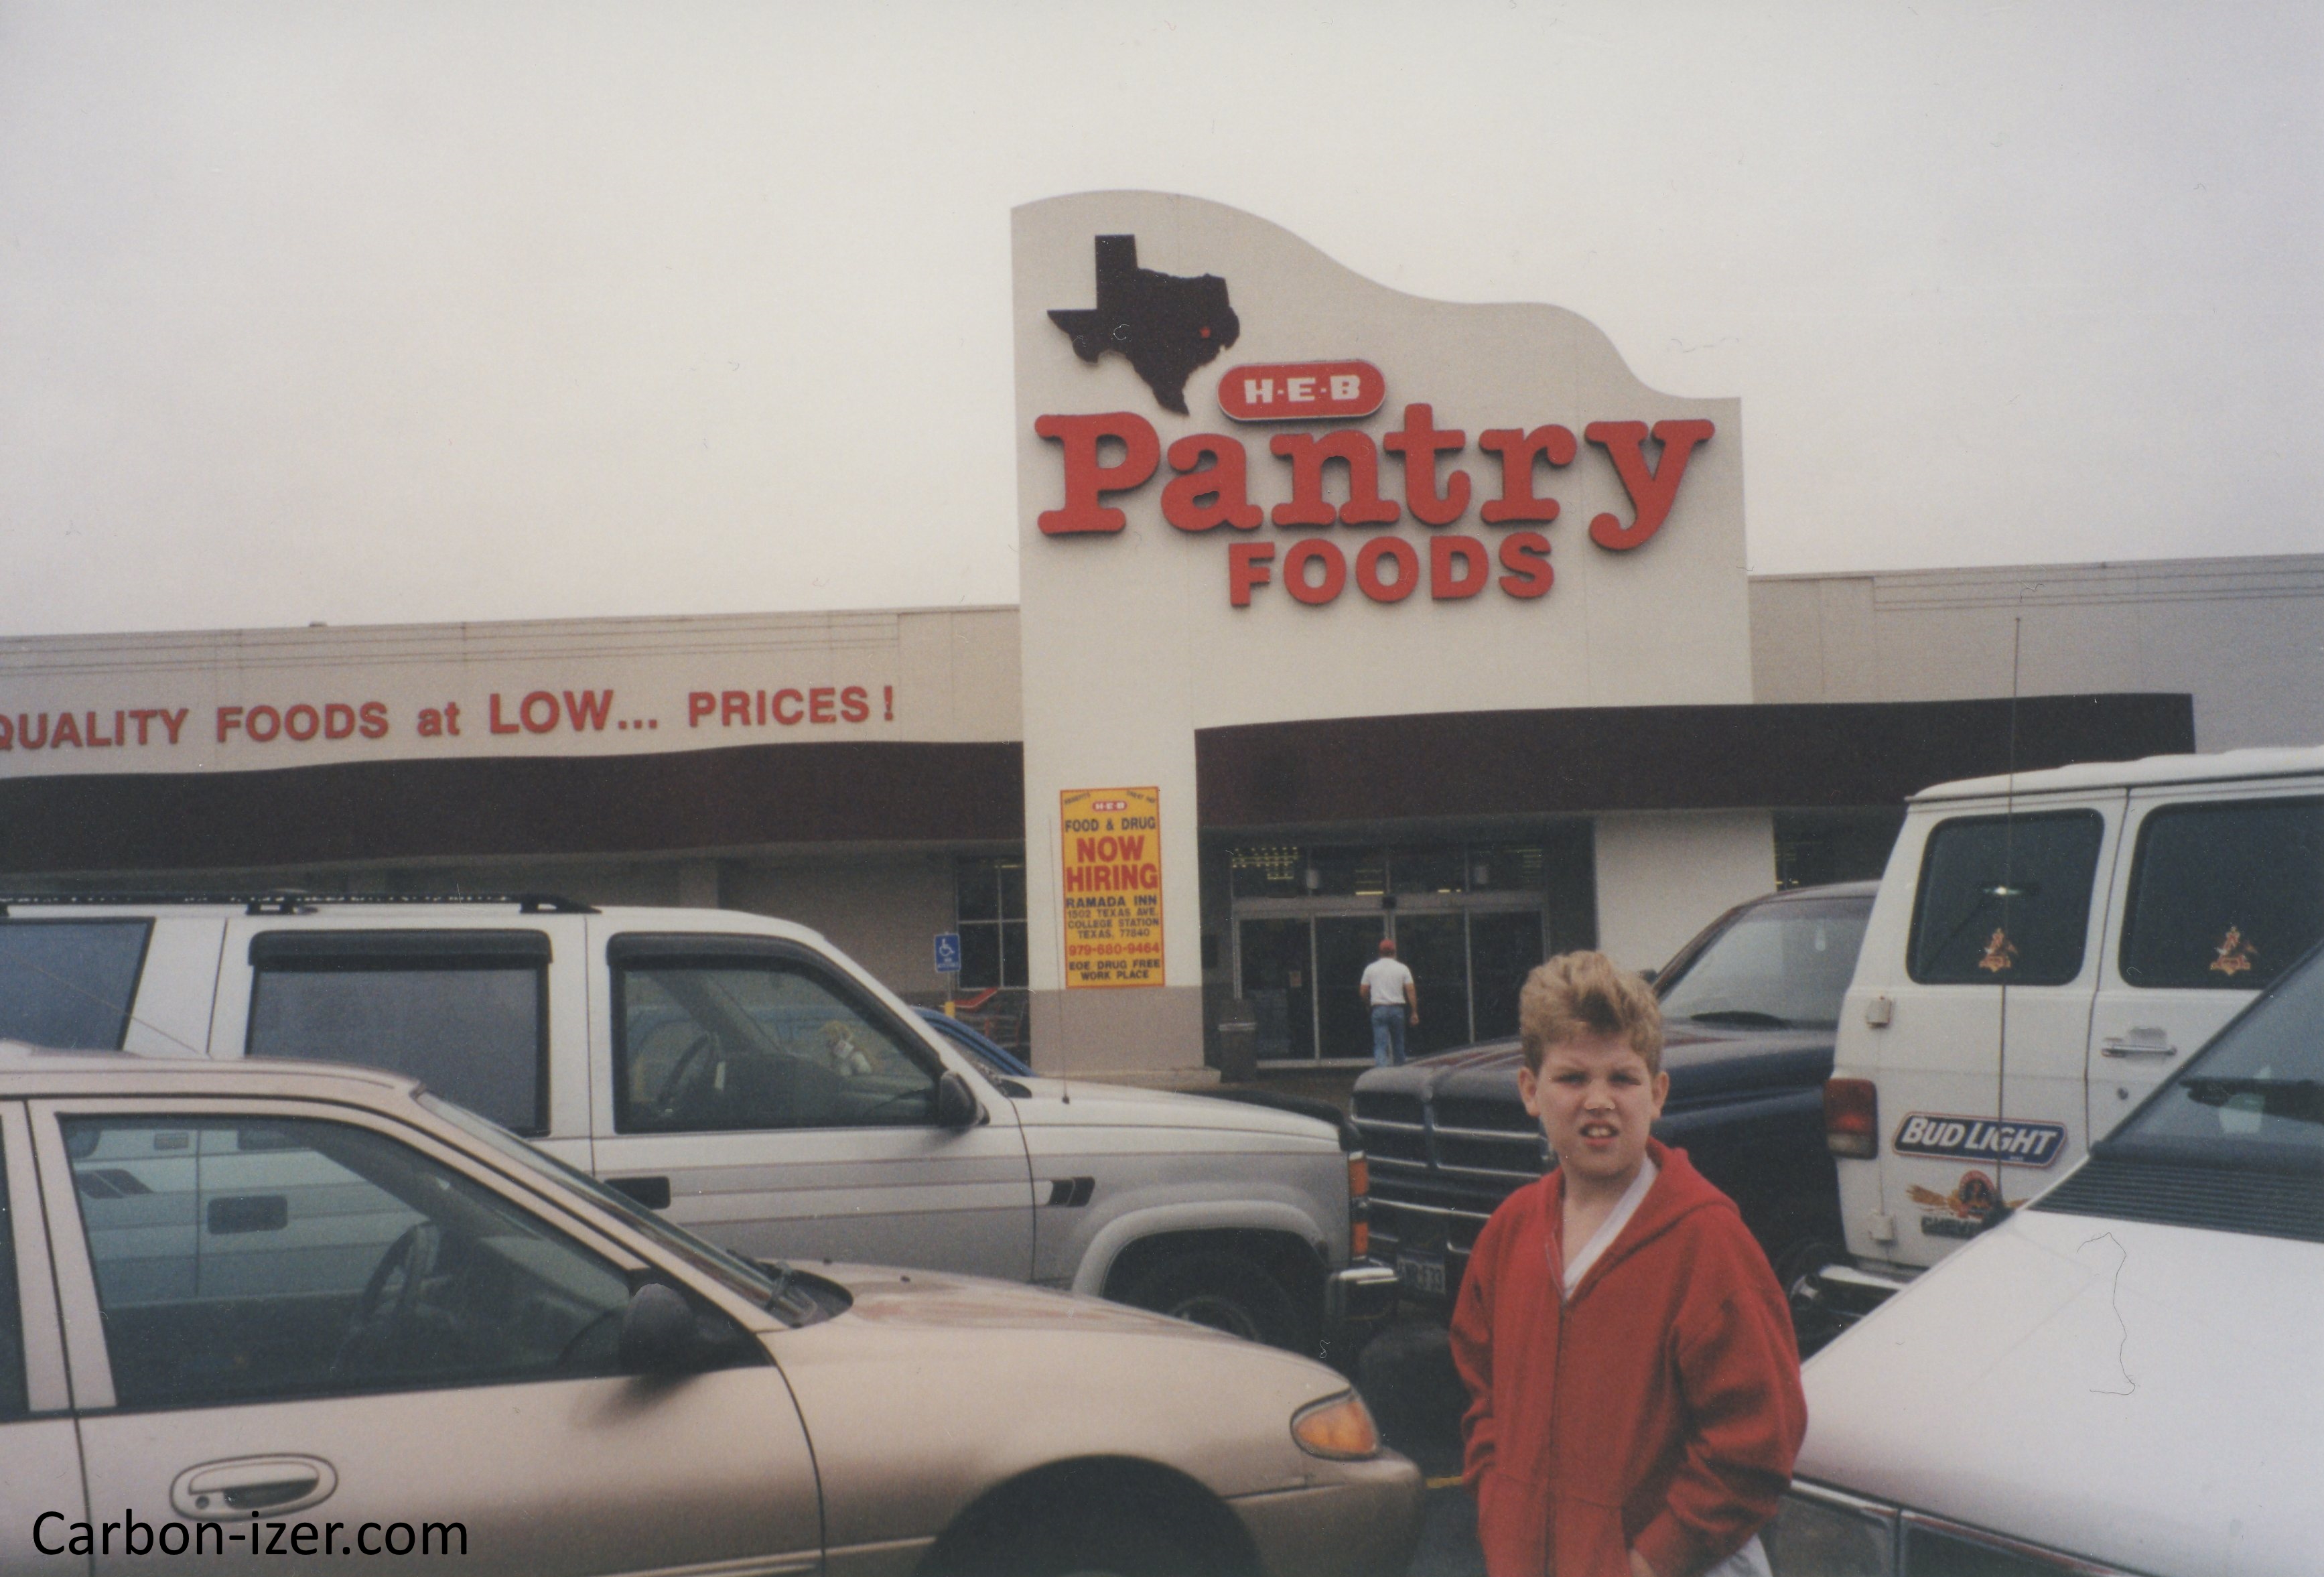 H·E·B
Pantry
FOODS
QUALITY FOODS at LOW... PRICES!
H·E·B
FOOD & DRUG
NOW
HIRING
RAMADA INN
1502 TEXAS AVE.
COLLEGE STATION
TEXAS, 77840
979-680-9464
EOE DRUG FREE
WORK PLACE
BUD LIGHT
Carbon-izer.com